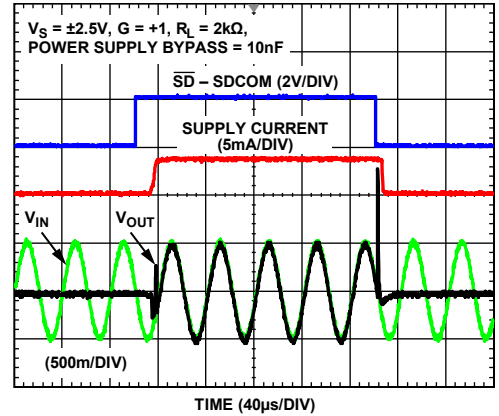 V_S = ±2.5V, G = +1, R_L = 2kΩ,
POWER SUPPLY BYPASS = 10nF
S̅D̅ – SDCOM (2V/DIV)
SUPPLY CURRENT
(5mA/DIV)
V_IN
V_OUT
(500m/DIV)
TIME (40µs/DIV)